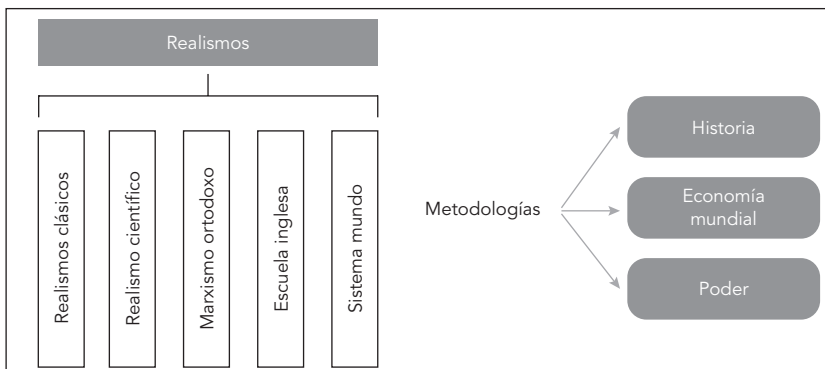 Realismos
Realismos clásicos
Realismo científico
Marxismo ortodoxo
Escuela inglesa
Sistema mundo
Metodologías
Historia
Economía
mundial
Poder